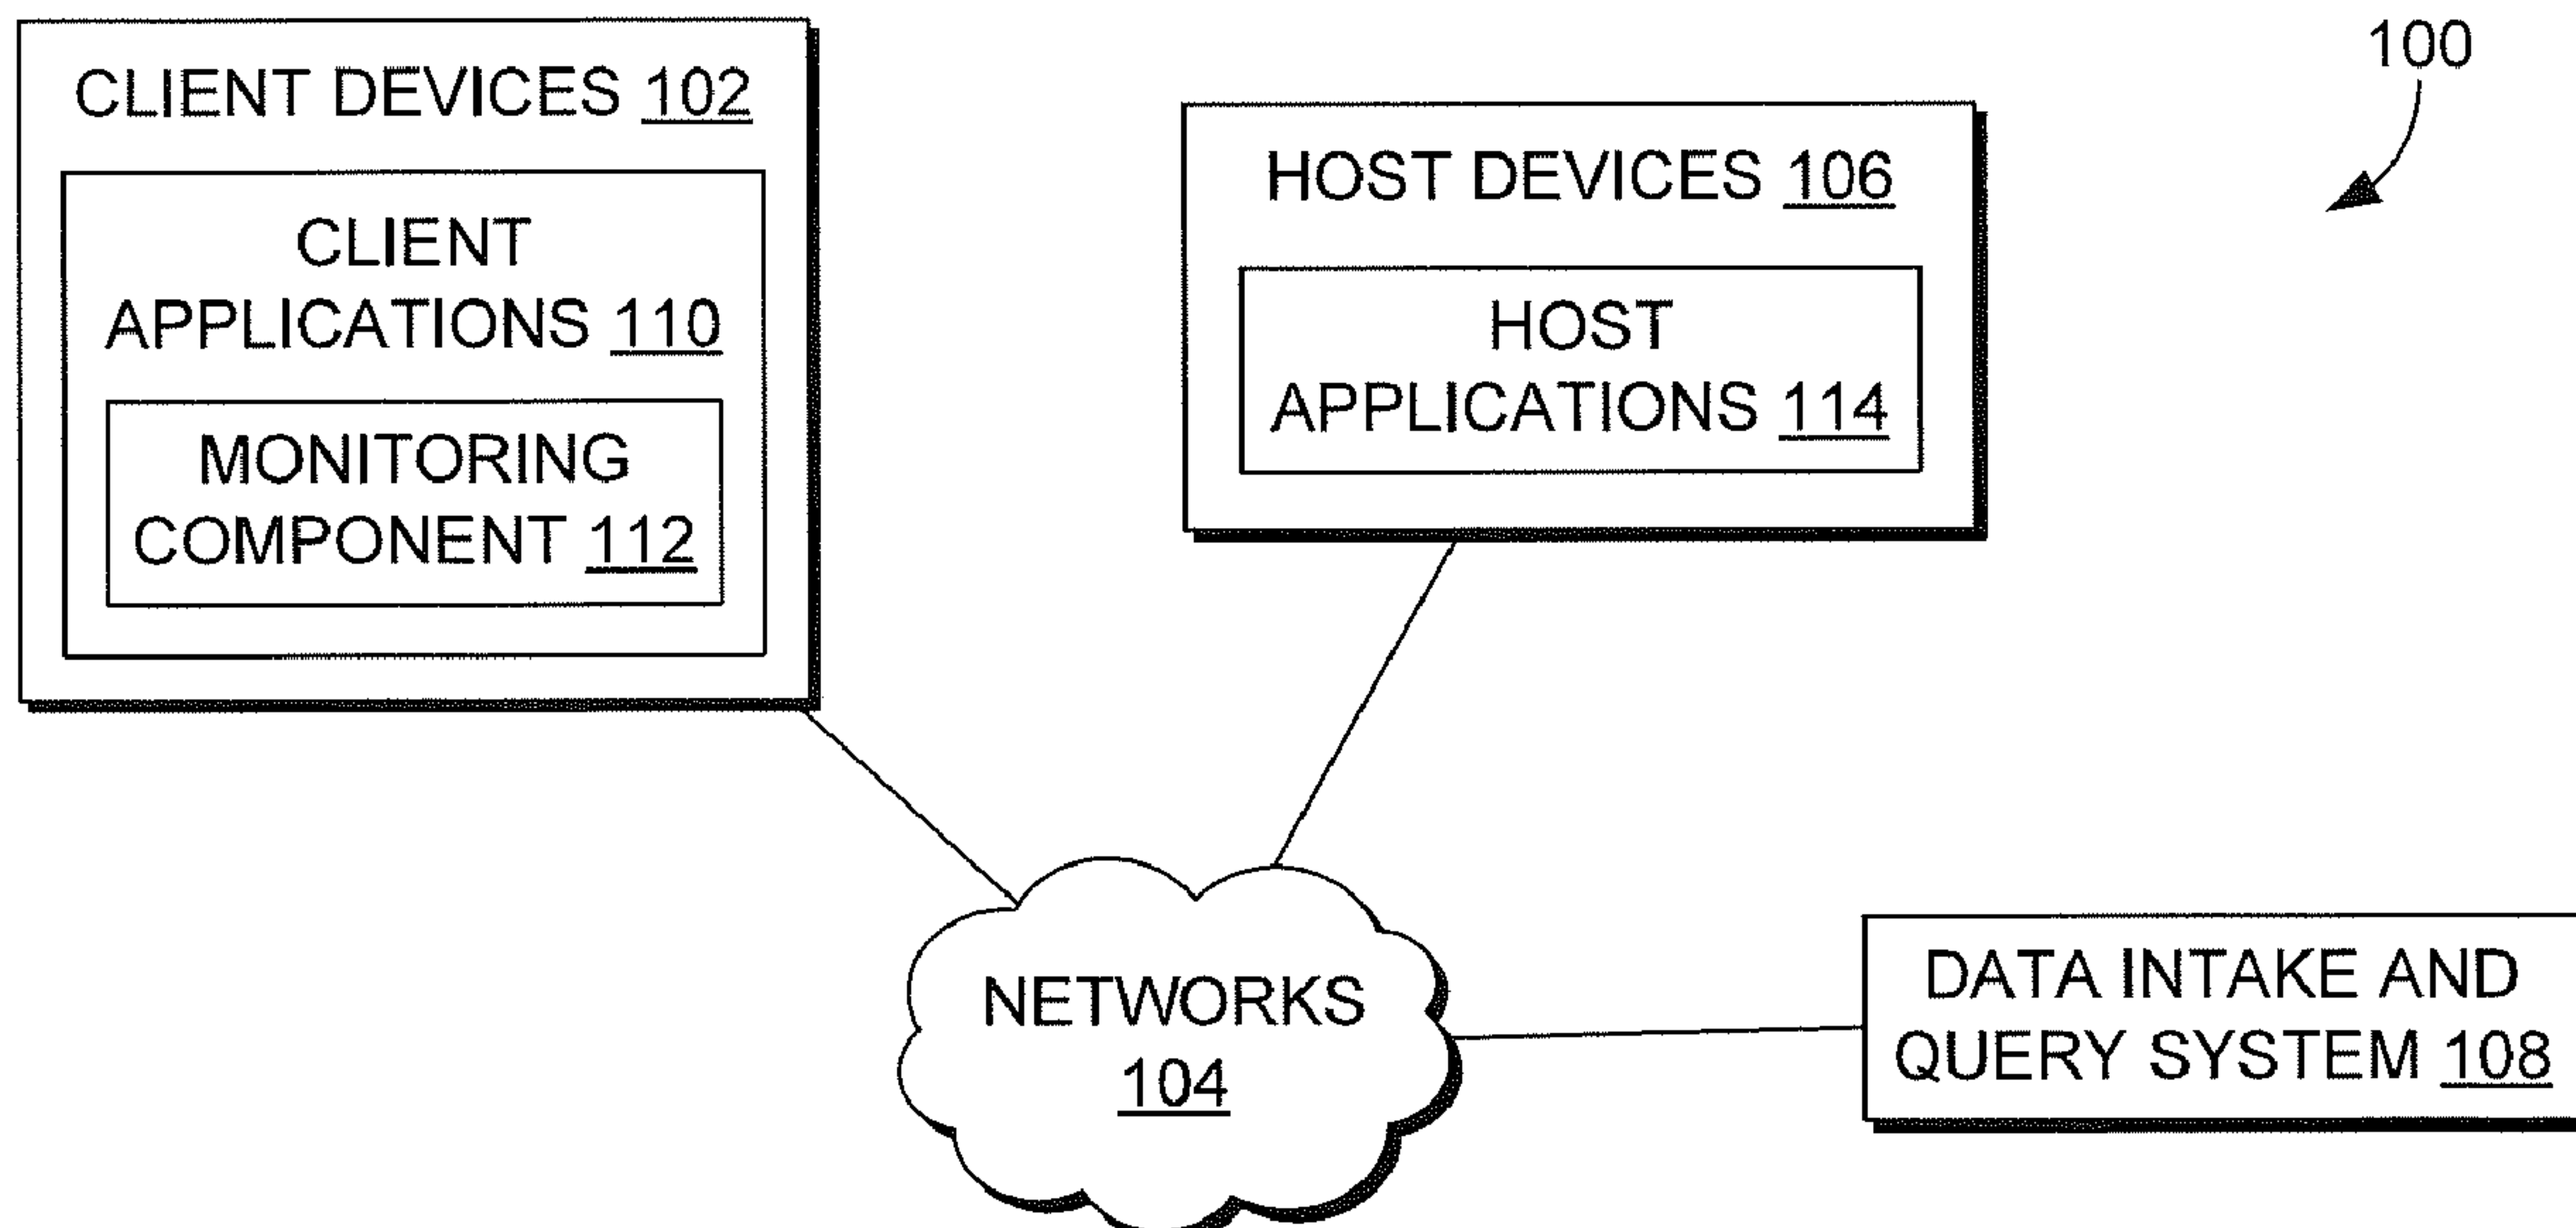 100
CLIENT DEVICES 102
CLIENT
APPLICATIONS 110
MONITORING
COMPONENT 112
HOST DEVICES 106
HOST
APPLICATIONS 114
NETWORKS
104
DATA INTAKE AND
QUERY SYSTEM 108